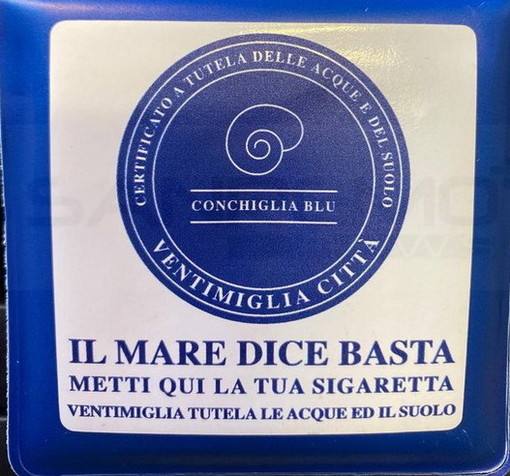 CERTIFICATO A TUTELA DELLE ACQUE E DEL SUOLO
CONCHIGLIA BLU
VENTIMIGLIA CITTÀ
IL MARE DICE BASTA
METTI QUI LA TUA SIGARETTA
VENTIMIGLIA TUTELA LE ACQUE ED IL SUOLO